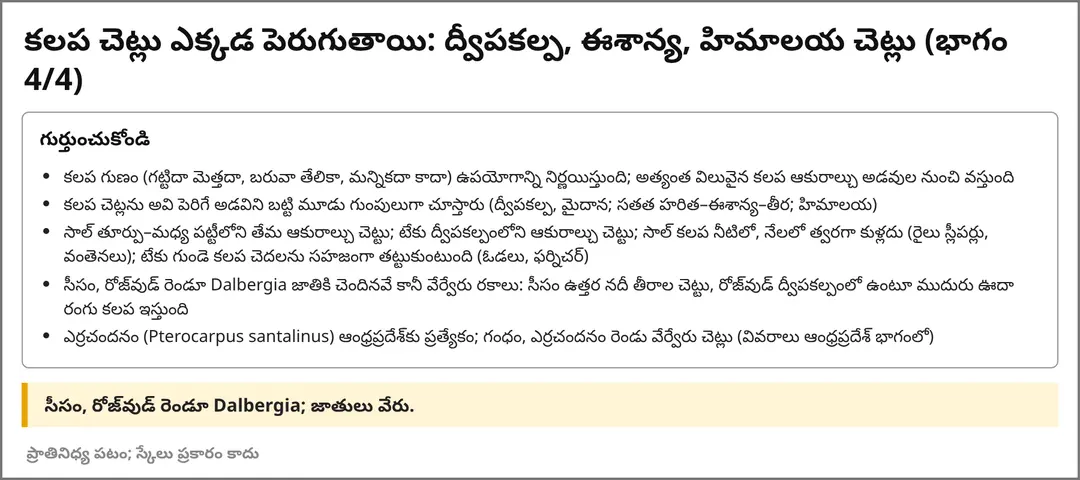 కలప చెట్లు ఎక్కడ పెరుగుతాయి: ద్వీపకల్ప, ఈశాన్య, హిమాలయ చెట్లు (భాగం
4/4)
గుర్తుంచుకోండి
• కలప గుణం (గట్టిదా మెత్తదా, బరువా తేలికా, మన్నికదా కాదా) ఉపయోగాన్ని నిర్ణయిస్తుంది; అత్యంత విలువైన కలప ఆకురాల్చు అడవుల నుంచి వస్తుంది
• కలప చెట్లను అవి పెరిగే అడవిని బట్టి మూడు గుంపులుగా చూస్తారు (ద్వీపకల్ప, మైదాన; సతత హరిత–ఈశాన్య–తీర; హిమాలయ)
• సాల్ తూర్పు–మధ్య పట్టీలోని తేమ ఆకురాల్చు చెట్టు; టేకు ద్వీపకల్పంలోని ఆకురాల్చు చెట్టు; సాల్ కలప నీటిలో, నేలలో త్వరగా కుళ్లదు (రైలు స్లీపర్లు,
వంతెనలు); టేకు గుండె కలప చెదలను సహజంగా తట్టుకుంటుంది (ఓడలు, ఫర్నిచర్)
• సీసం, రోజ్‌వుడ్ రెండూ Dalbergia జాతికి చెందినవే కానీ వేర్వేరు రకాలు: సీసం ఉత్తర నదీ తీరాల చెట్టు, రోజ్‌వుడ్ ద్వీపకల్పంలో ఉంటూ ముదురు ఊదా
రంగు కలప ఇస్తుంది
• ఎర్రచందనం (Pterocarpus santalinus) ఆంధ్రప్రదేశ్‌కు ప్రత్యేకం; గంధం, ఎర్రచందనం రెండు వేర్వేరు చెట్లు (వివరాలు ఆంధ్రప్రదేశ్ భాగంలో)
సీసం, రోజ్‌వుడ్ రెండూ Dalbergia; జాతులు వేరు.
ప్రాతినిధ్య పటం; స్కేలు ప్రకారం కాదు